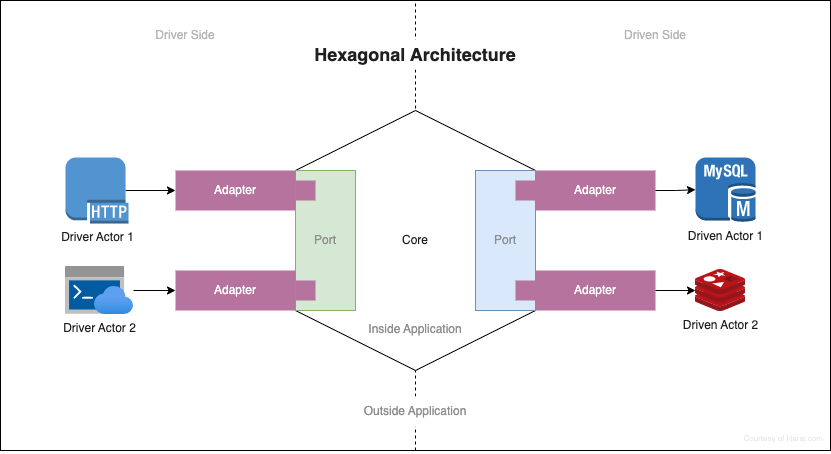 Driver Side
Driven Side
Hexagonal Architecture
HTTP
Driver Actor 1
Adapter
Adapter
MySQL
M
Driven Actor 1
Port
Core
Port
Driver Actor 2
Adapter
Adapter
Driven Actor 2
Inside Application
Outside Application
Courtesy of Herai.com